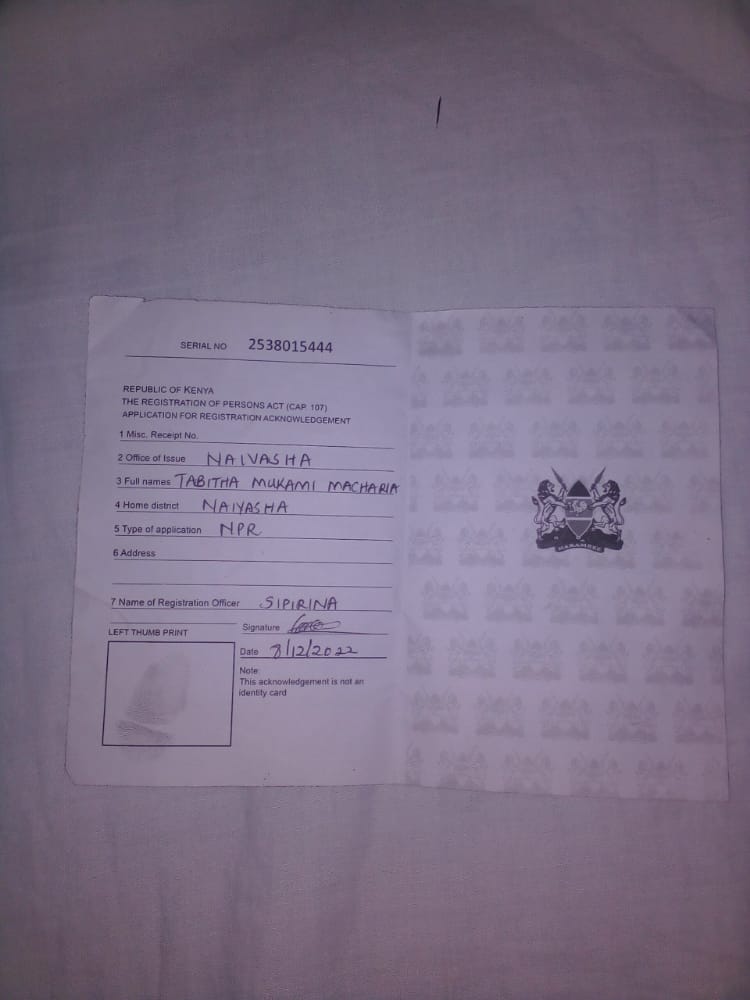 SERIAL NO 2538015444
REPUBLIC OF KENYA
THE REGISTRATION OF PERSONS ACT (CAP. 107)
APPLICATION FOR REGISTRATION ACKNOWLEDGEMENT
1 Misc. Receipt No.
2 Office of Issue NAIVASHA
3 Full names TABITHA MUKAMI MACHARIA
4 Home district NAIVASHA
5 Type of application NPR
6 Address
7 Name of Registration Officer SIPIRINA
LEFT THUMB PRINT
Signature
Date 8/12/2022
Note:
This acknowledgement is not an
identity card
HARAMBEE